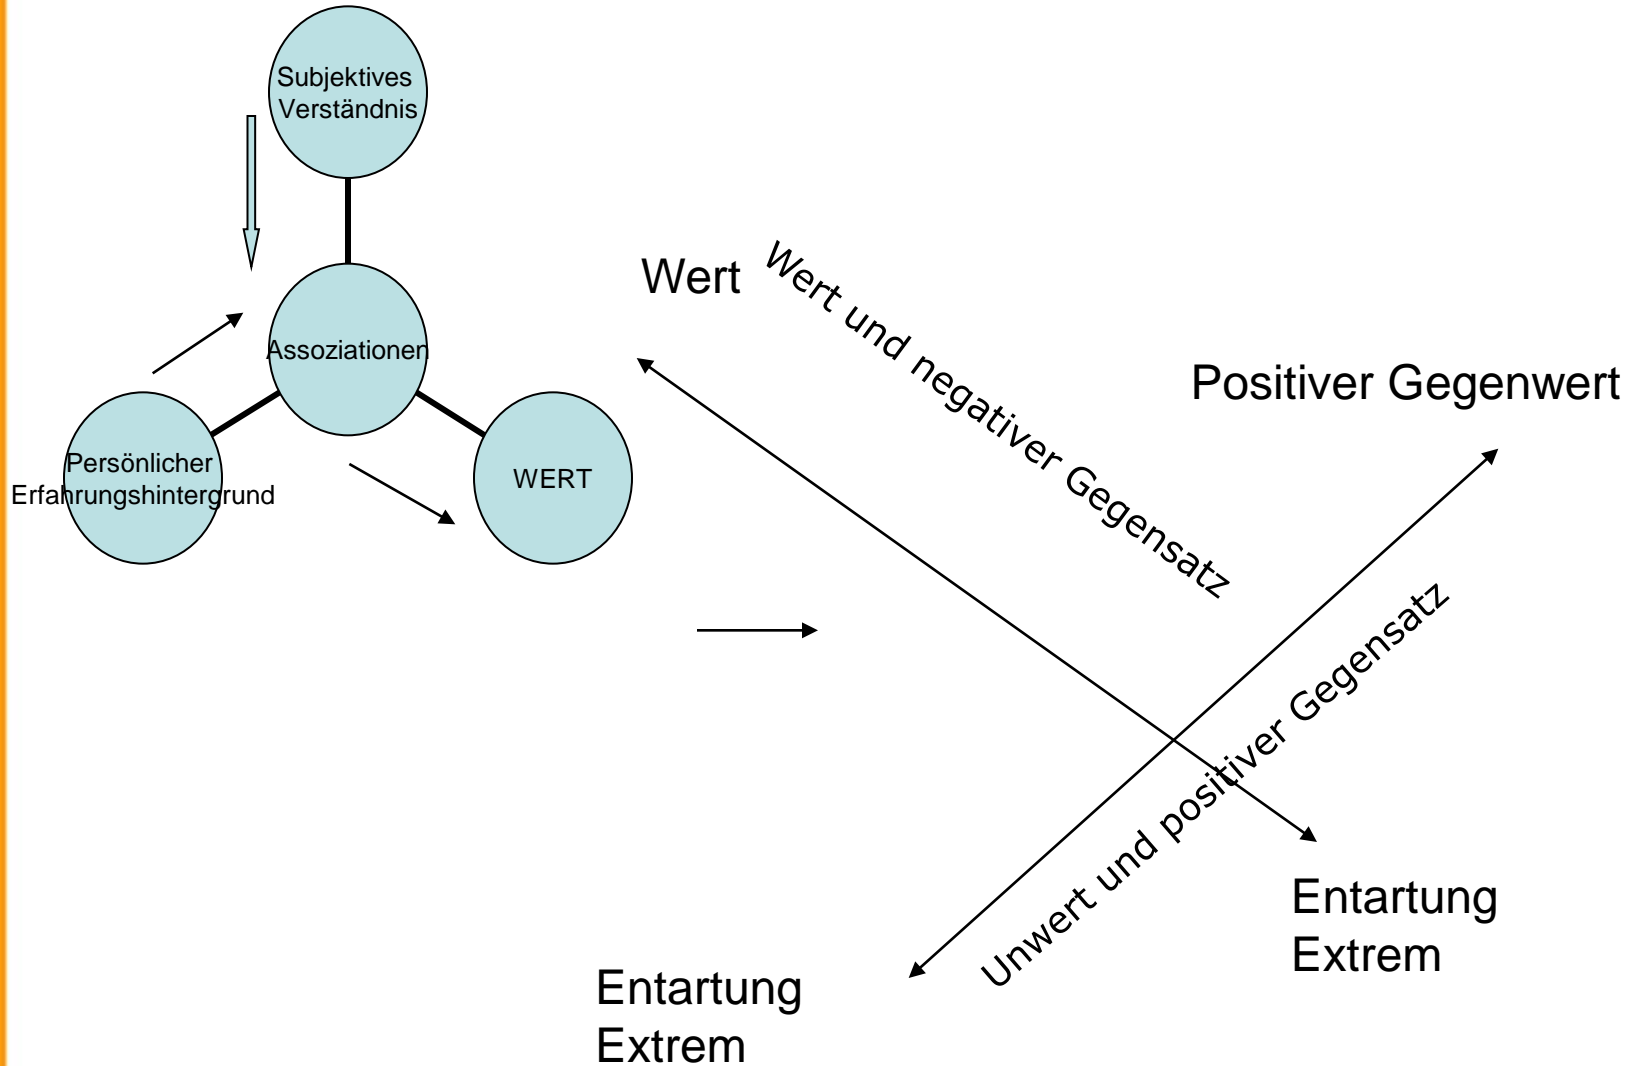 Subjektives
Verständnis
Assoziationen
Persönlicher
Erfahrungshintergrund
WERT
Wert
Wert und negativer Gegensatz
Positiver Gegenwert
Unwert und positiver Gegensatz
Entartung
Extrem
Entartung
Extrem